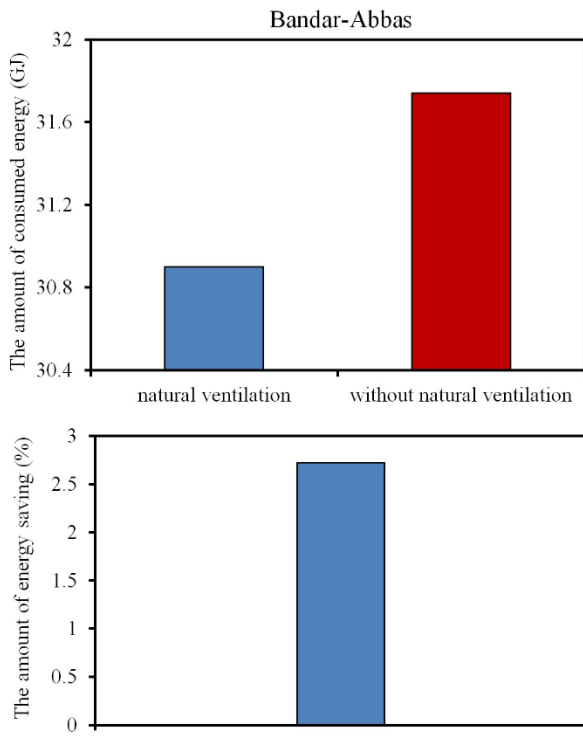 Bandar-Abbas
The amount of consumed energy (GJ)
32
31.6
31.2
30.8
30.4
natural ventilation
without natural ventilation
The amount of energy saving (%)
3
2.5
2
1.5
1
0.5
0